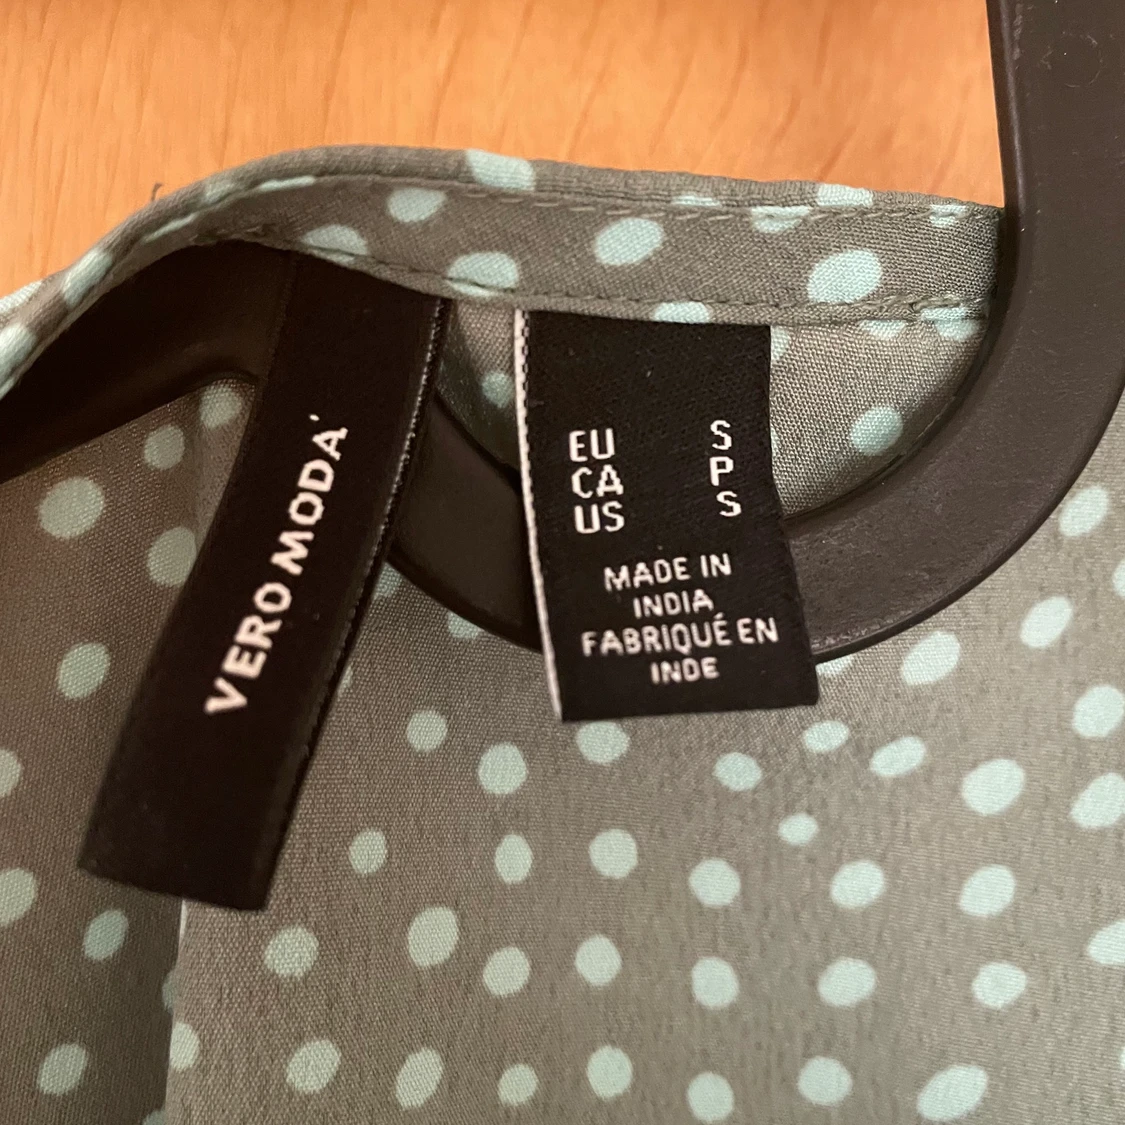 VERO MODA´
EU S
CA P
US S
MADE IN
INDIA
FABRIQUÉ EN
INDE